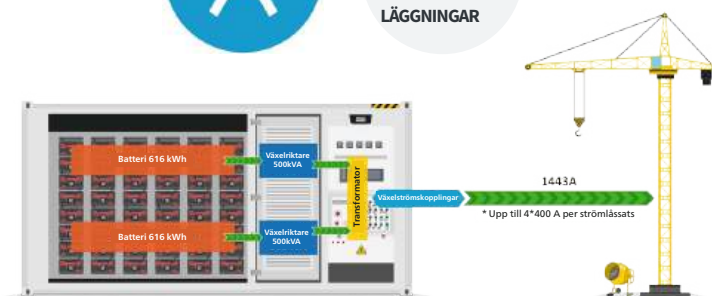 LÄGGNINGAR
Batteri 616 kWh
Växelriktare
500kVA
Transformator
Växelströmskopplingar
1443A
* Upp till 4*400 A per strömlåssats
Batteri 616 kWh
Växelriktare
500kVA